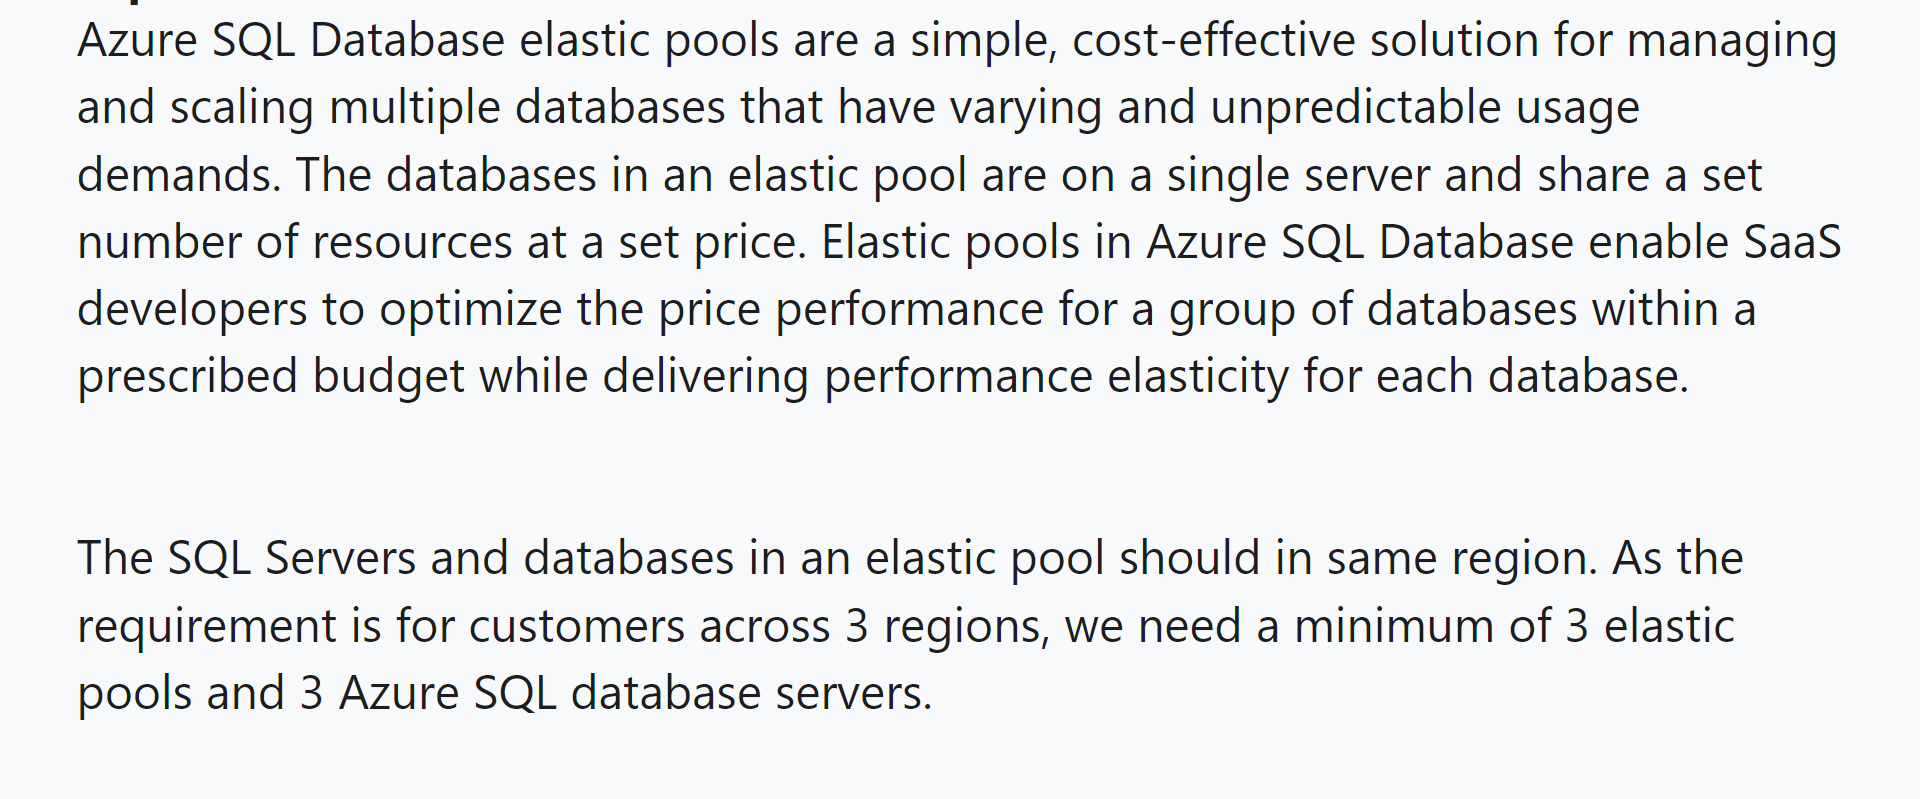 Azure SQL Database elastic pools are a simple, cost-effective solution for managing
and scaling multiple databases that have varying and unpredictable usage
demands. The databases in an elastic pool are on a single server and share a set
number of resources at a set price. Elastic pools in Azure SQL Database enable SaaS
developers to optimize the price performance for a group of databases within a
prescribed budget while delivering performance elasticity for each database.
The SQL Servers and databases in an elastic pool should in same region. As the
requirement is for customers across 3 regions, we need a minimum of 3 elastic
pools and 3 Azure SQL database servers.